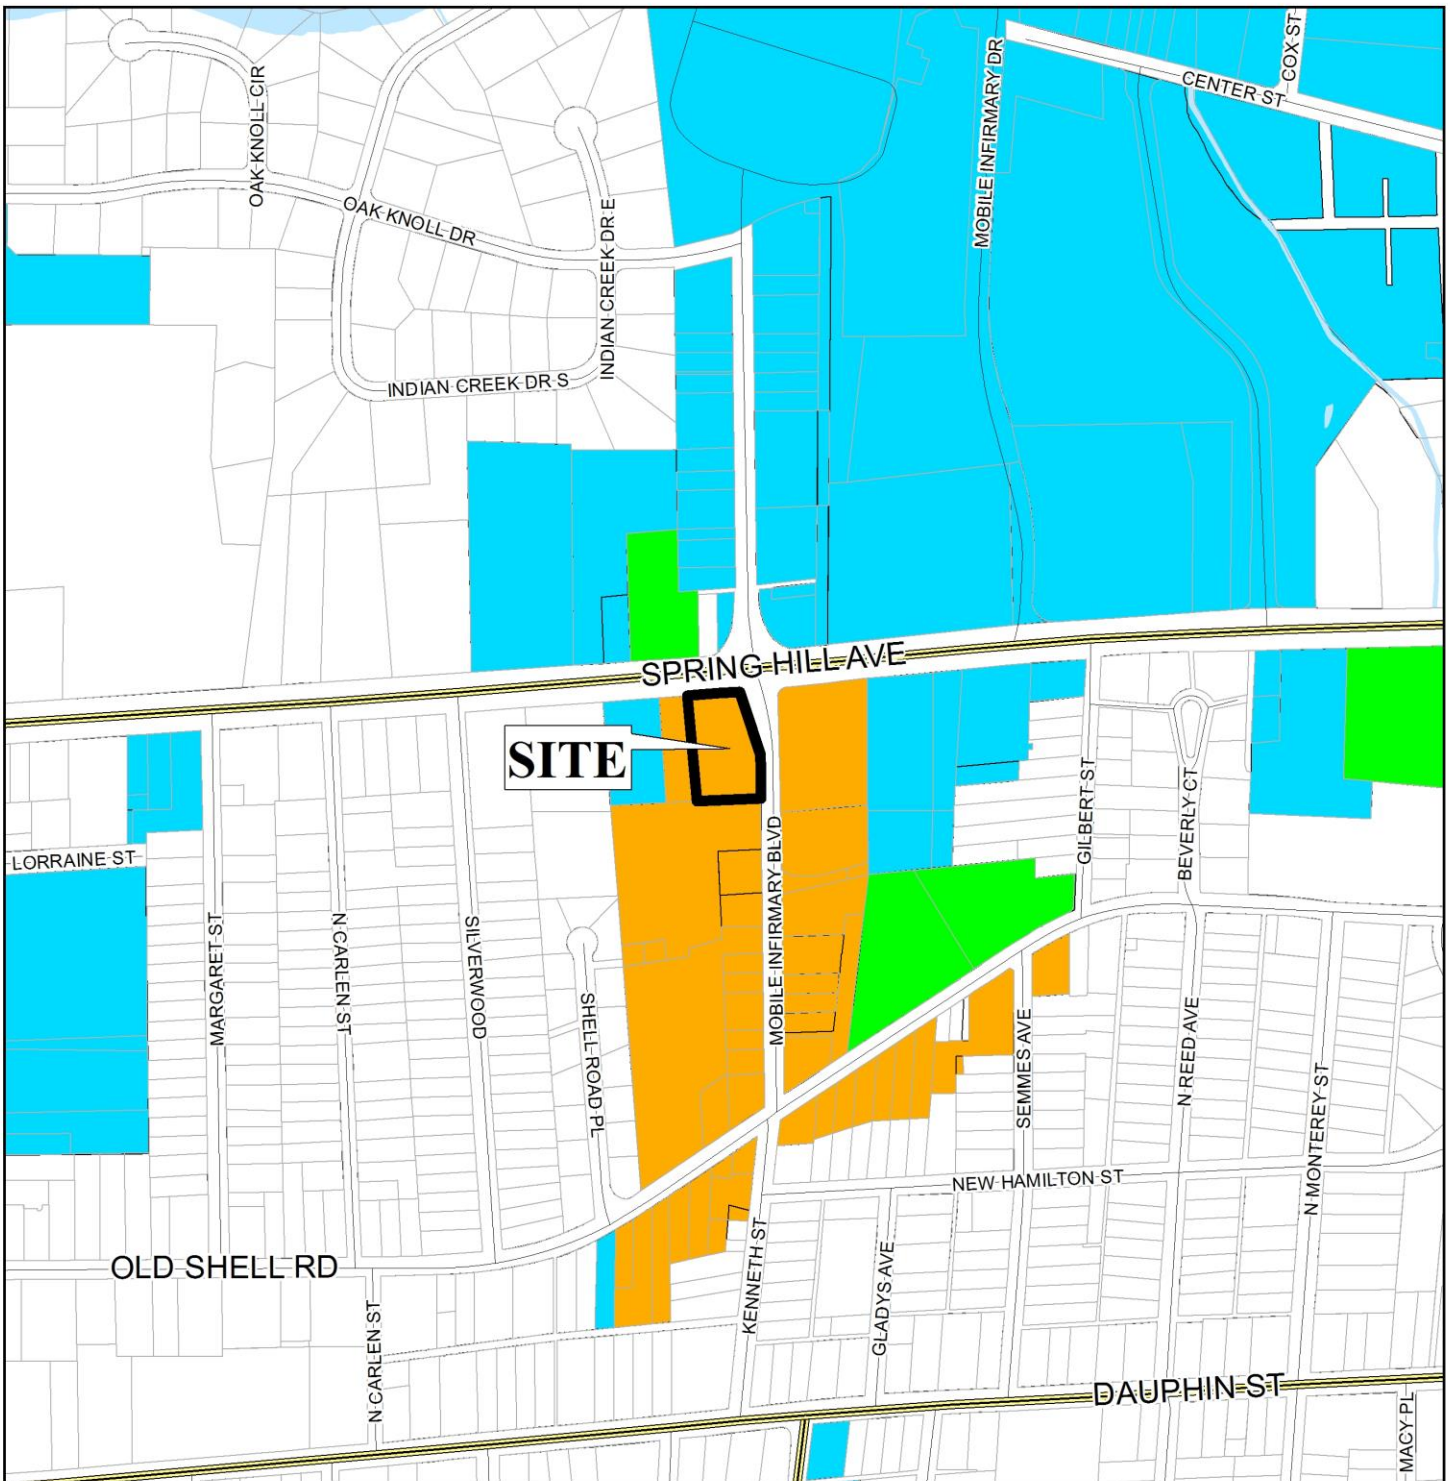 COX ST
CENTER ST
OAK KNOLL CIR
MOBILE INFIRMARY DR
OAK KNOLL DR
INDIAN CREEK DR E
INDIAN CREEK DR S
SPRING HILL AVE
SITE
LORRAINE ST
MARGARET ST
N CARLEN ST
SILVERWOOD
SHELL ROAD PL
MOBILE INFIRMARY BLVD
GILBERT ST
BEVERLY CT
SEMMES AVE
N REED AVE
N MONTEREY ST
NEW HAMILTON ST
OLD SHELL RD
KENNETH ST
GLADYS AVE
N CARLEN ST
DAUPHIN ST
MACY PL